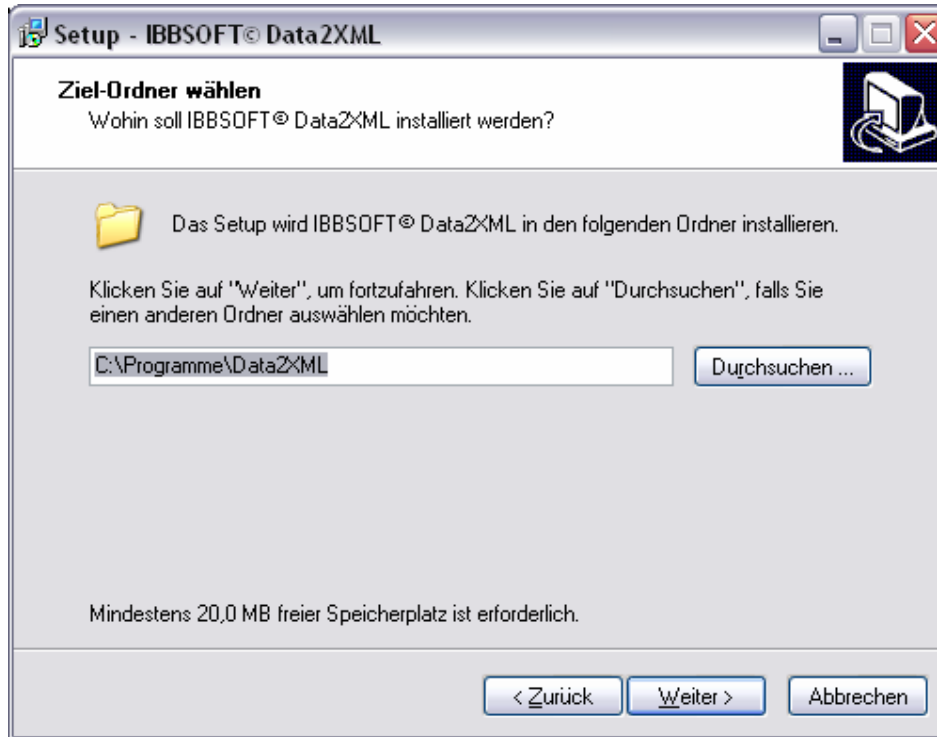 Setup - IBBSOFT© Data2XML
Ziel-Ordner wählen
Wohin soll IBBSOFT© Data2XML installiert werden?
Das Setup wird IBBSOFT© Data2XML in den folgenden Ordner installieren.
Klicken Sie auf "Weiter", um fortzufahren. Klicken Sie auf "Durchsuchen", falls Sie
einen anderen Ordner auswählen möchten.
C:\Programme\Data2XML
Durchsuchen ...
Mindestens 20,0 MB freier Speicherplatz ist erforderlich.
< Zurück
Weiter >
Abbrechen